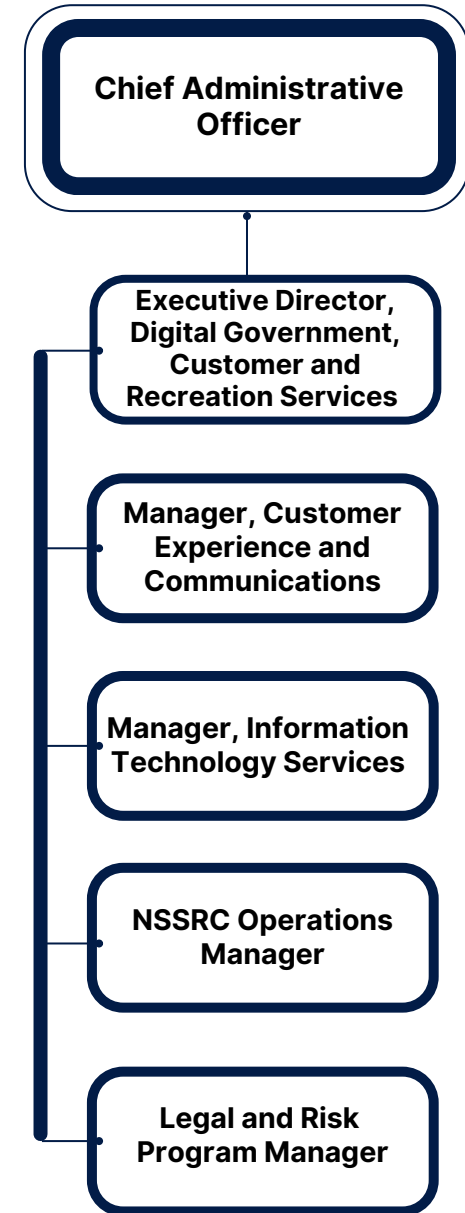 Chief Administrative
Officer
Executive Director,
Digital Government,
Customer and
Recreation Services
Manager, Customer
Experience and
Communications
Manager, Information
Technology Services
NSSRC Operations
Manager
Legal and Risk
Program Manager